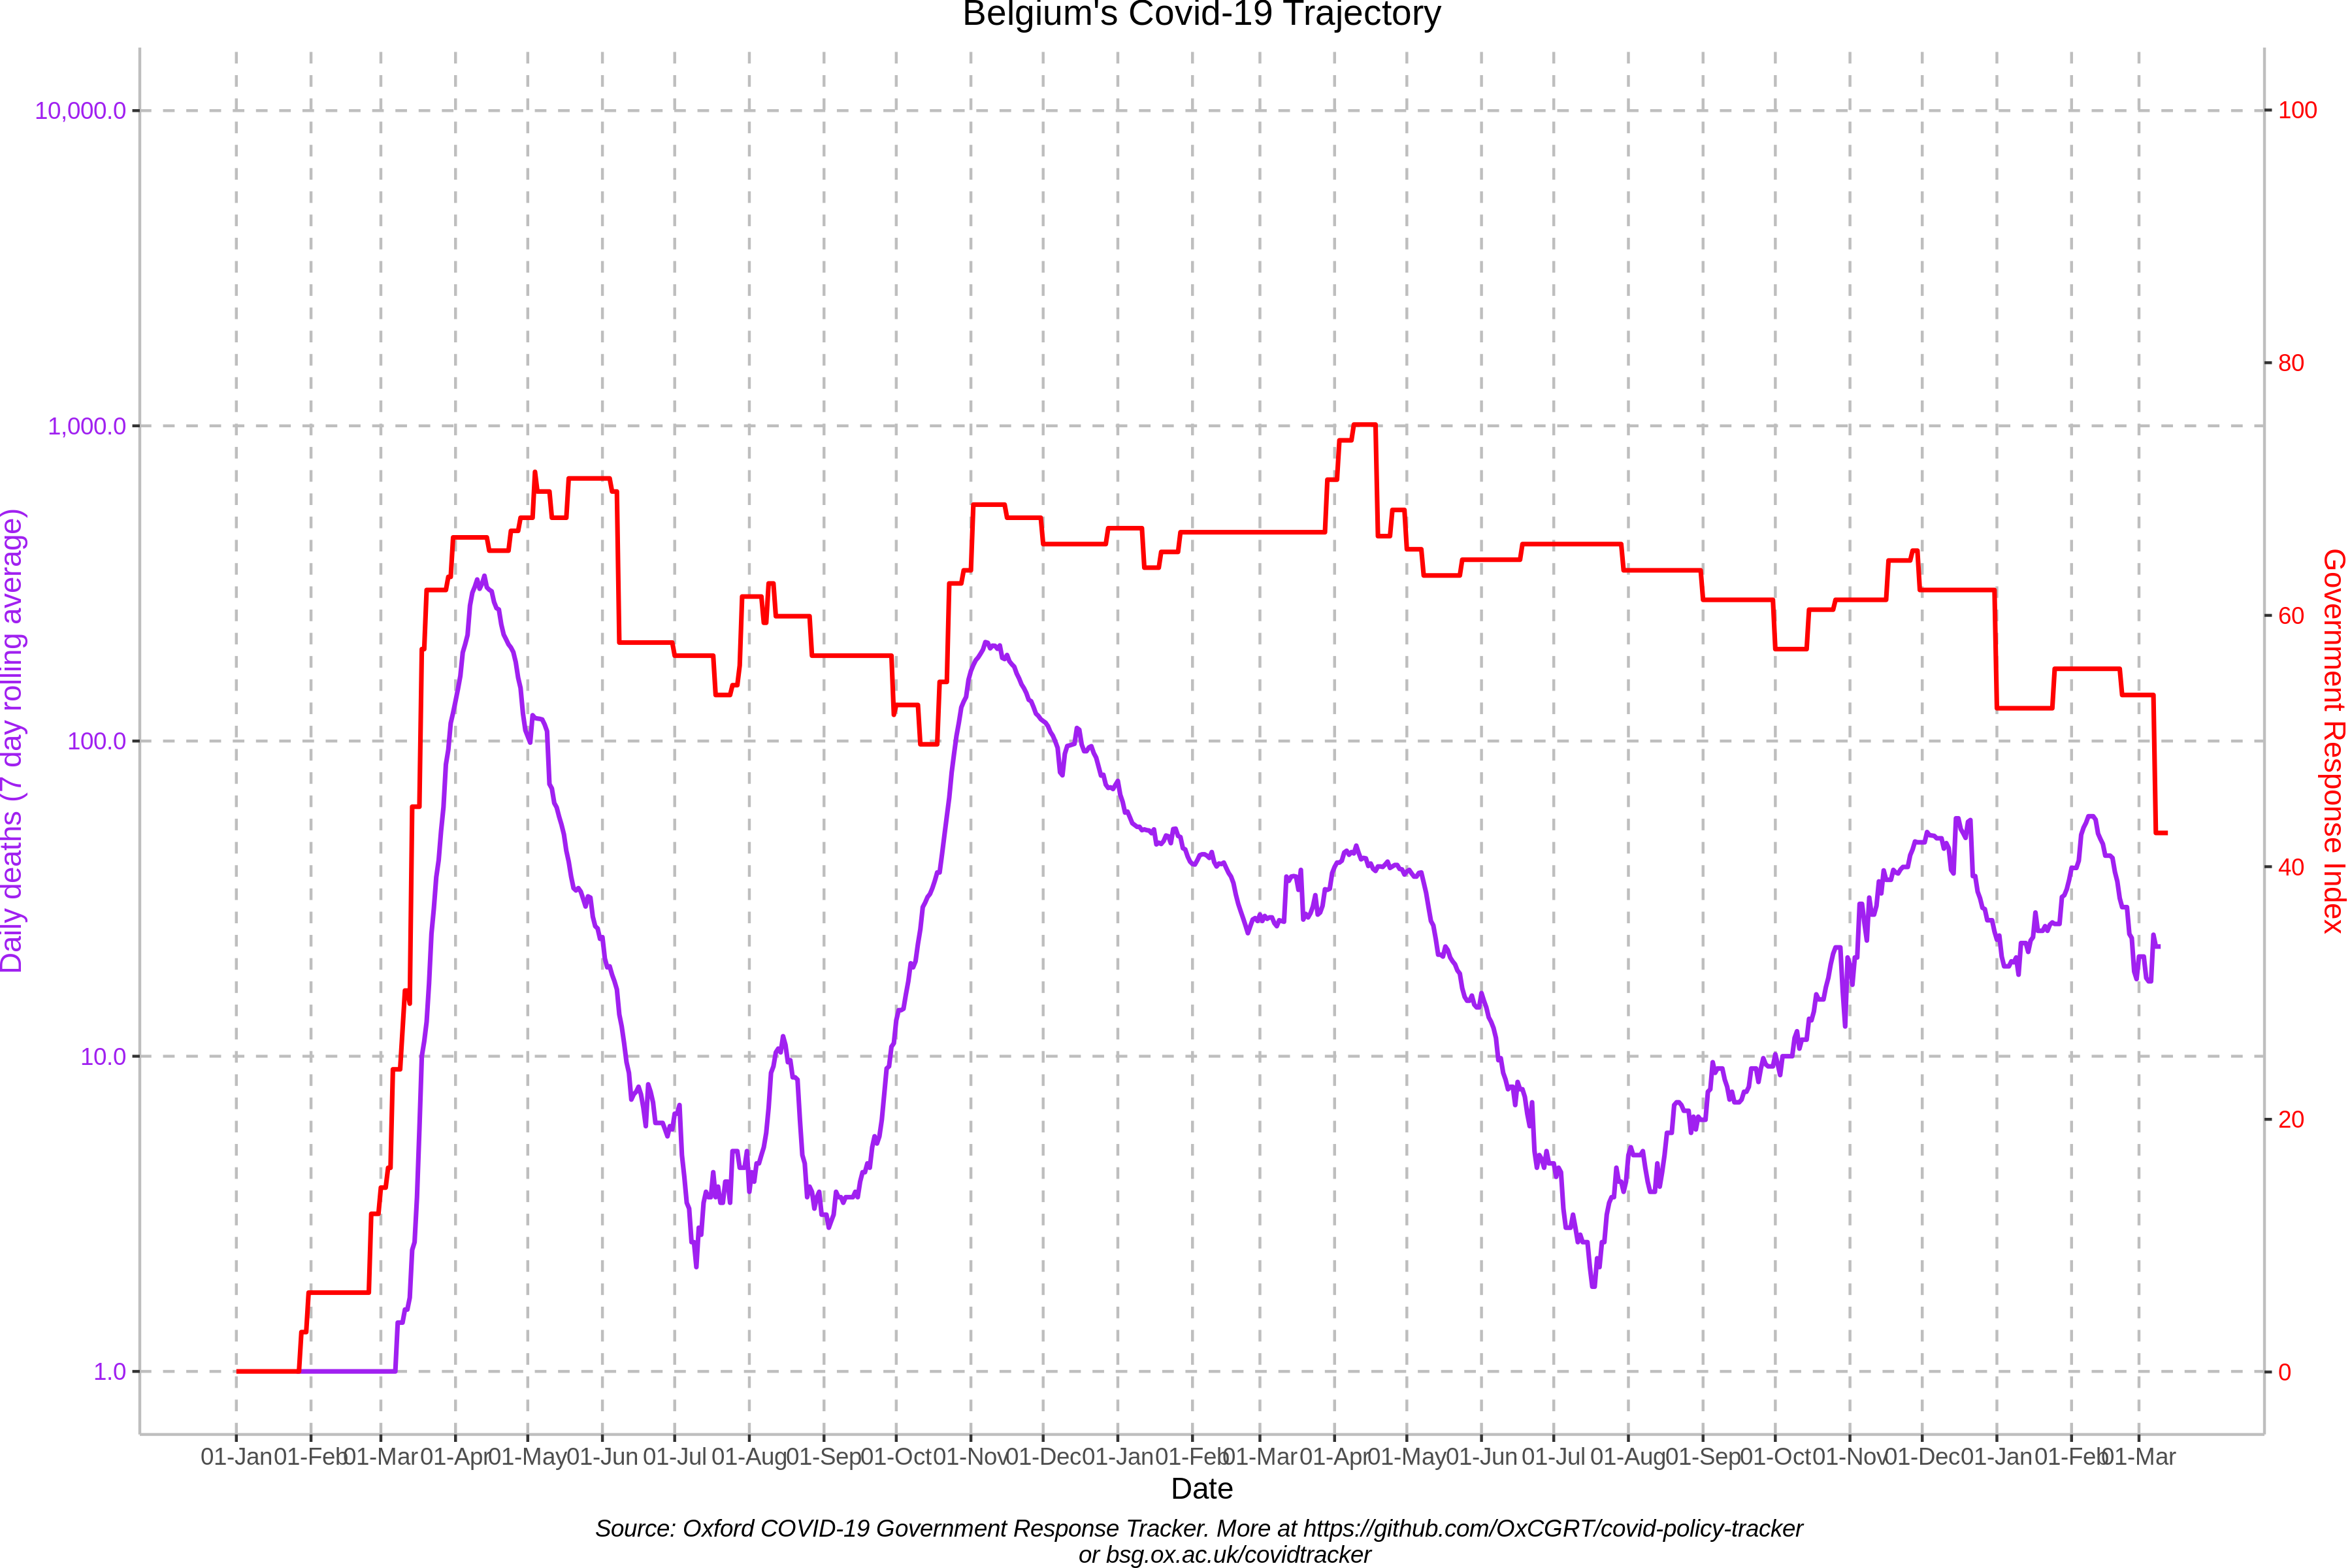 Belgium's Covid-19 Trajectory
10,000.0
1,000.0
100.0
10.0
1.0
Daily deaths (7 day rolling average)
100
80
60
40
20
0
Government Response Index
01-Jan 01-Feb 01-Mar 01-Apr 01-May 01-Jun 01-Jul 01-Aug 01-Sep 01-Oct 01-Nov 01-Dec 01-Jan 01-Feb 01-Mar 01-Apr 01-May 01-Jun 01-Jul 01-Aug 01-Sep 01-Oct 01-Nov 01-Dec 01-Jan 01-Feb 01-Mar
Date
Source: Oxford COVID-19 Government Response Tracker. More at https://github.com/OxCGRT/covid-policy-tracker
or bsg.ox.ac.uk/covidtracker